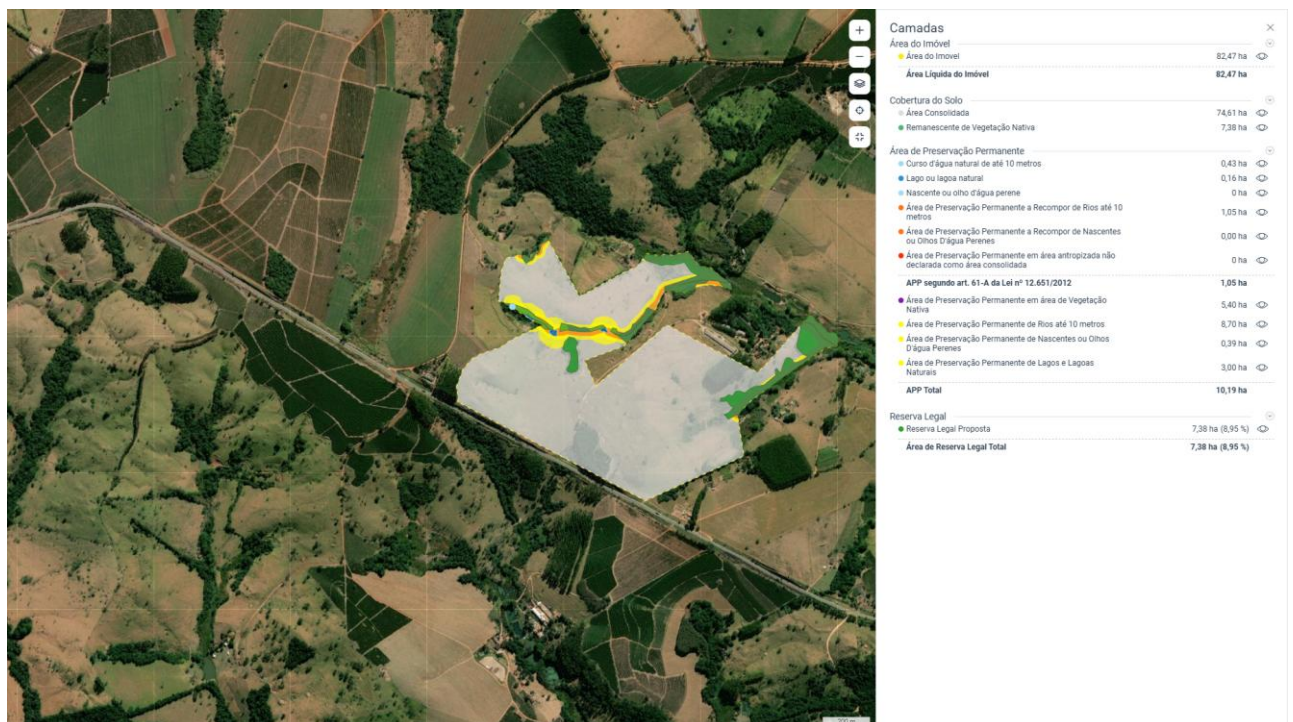 Camadas
Área do Imóvel
Área do Imovel 82,47 ha
Área Líquida do Imóvel 82,47 ha
Cobertura do Solo
Área Consolidada 74,61 ha
Remanescente de Vegetação Nativa 7,38 ha
Área de Preservação Permanente
Curso d'água natural de até 10 metros 0,43 ha
Lago ou lagoa natural 0,16 ha
Nascente ou olho d'água perene 0 ha
Área de Preservação Permanente a Recompor de Rios até 10
metros 1,05 ha
Área de Preservação Permanente a Recompor de Nascentes
ou Olhos D'água Perenes 0,00 ha
Área de Preservação Permanente em área antropizada não
declarada como área consolidada 0 ha
APP segundo art. 61-A da Lei nº 12.651/2012 1,05 ha
Área de Preservação Permanente em área de Vegetação
Nativa 5,40 ha
Área de Preservação Permanente de Rios até 10 metros 8,70 ha
Área de Preservação Permanente de Nascentes ou Olhos
D'água Perenes 0,39 ha
Área de Preservação Permanente de Lagos e Lagoas
Naturais 3,00 ha
APP Total 10,19 ha
Reserva Legal
Reserva Legal Proposta 7,38 ha (8,95 %)
Área de Reserva Legal Total 7,38 ha (8,95 %)